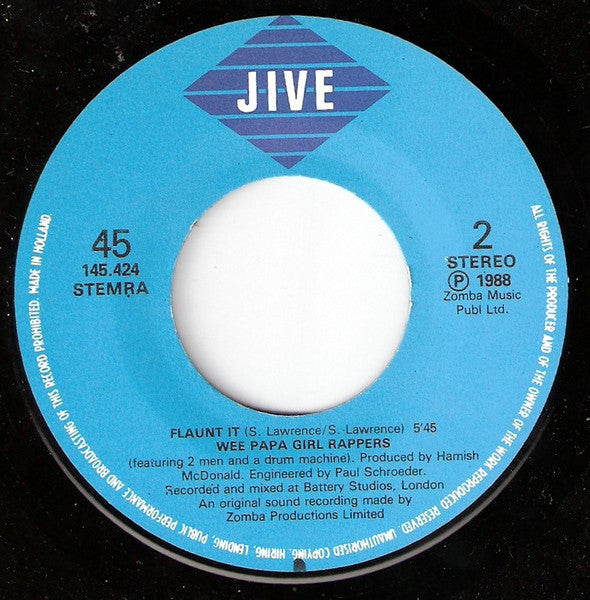 JIVE
45
145.424
STEMRA
2
STEREO
Ⓟ 1988
Zomba Music
Publ Ltd.
FLAUNT IT (S. Lawrence/S. Lawrence) 5'45
WEE PAPA GIRL RAPPERS
(featuring 2 men and a drum machine). Produced by Hamish
McDonald. Engineered by Paul Schroeder.
Recorded and mixed at Battery Studios, London
An original sound recording made by
Zomba Productions Limited
ALL RIGHTS OF THE PRODUCER AND OF THE OWNER OF THE WORK REPRODUCED RESERVED. UNAUTHORISED COPYING, HIRING, LENDING, PUBLIC PERFORMANCE AND BROADCASTING OF THIS RECORD PROHIBITED. MADE IN HOLLAND.